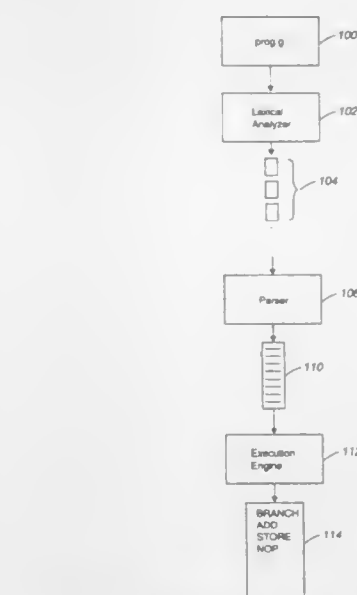 prog.g
100
Lexical
Analyzer
102
104
Parser
106
110
Execution
Engine
112
BRANCH
ADD
STORE
NOP
114